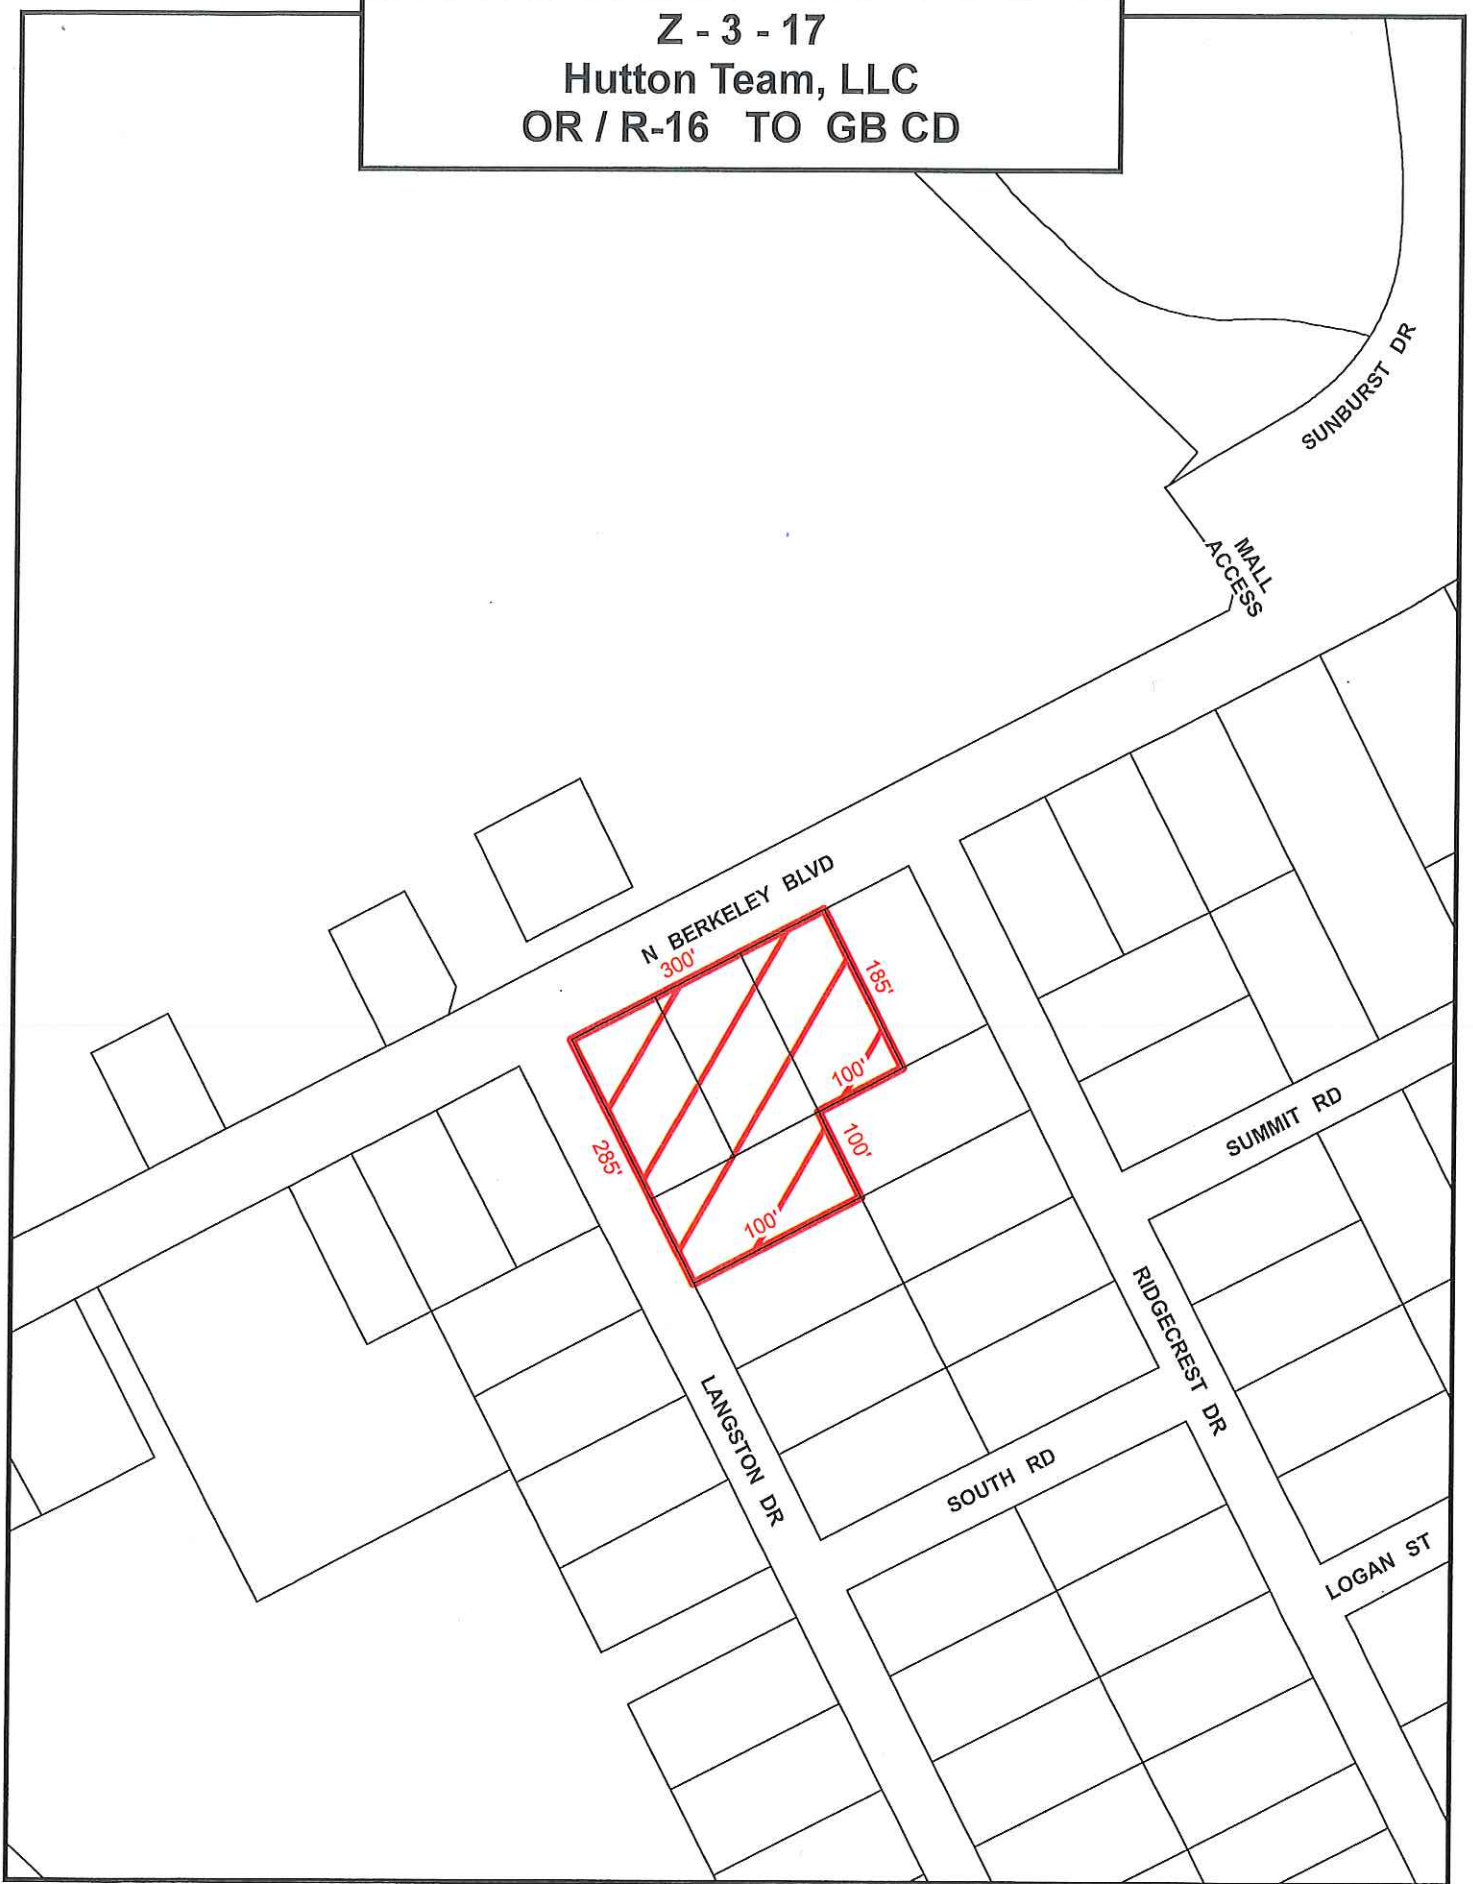 Z - 3 - 17
Hutton Team, LLC
OR / R-16 TO GB CD
SUNBURST DR
MALL
ACCESS
N BERKELEY BLVD
300'
185'
100'
100'
285'
100'
SUMMIT RD
RIDGECREST DR
LANGSTON DR
SOUTH RD
LOGAN ST